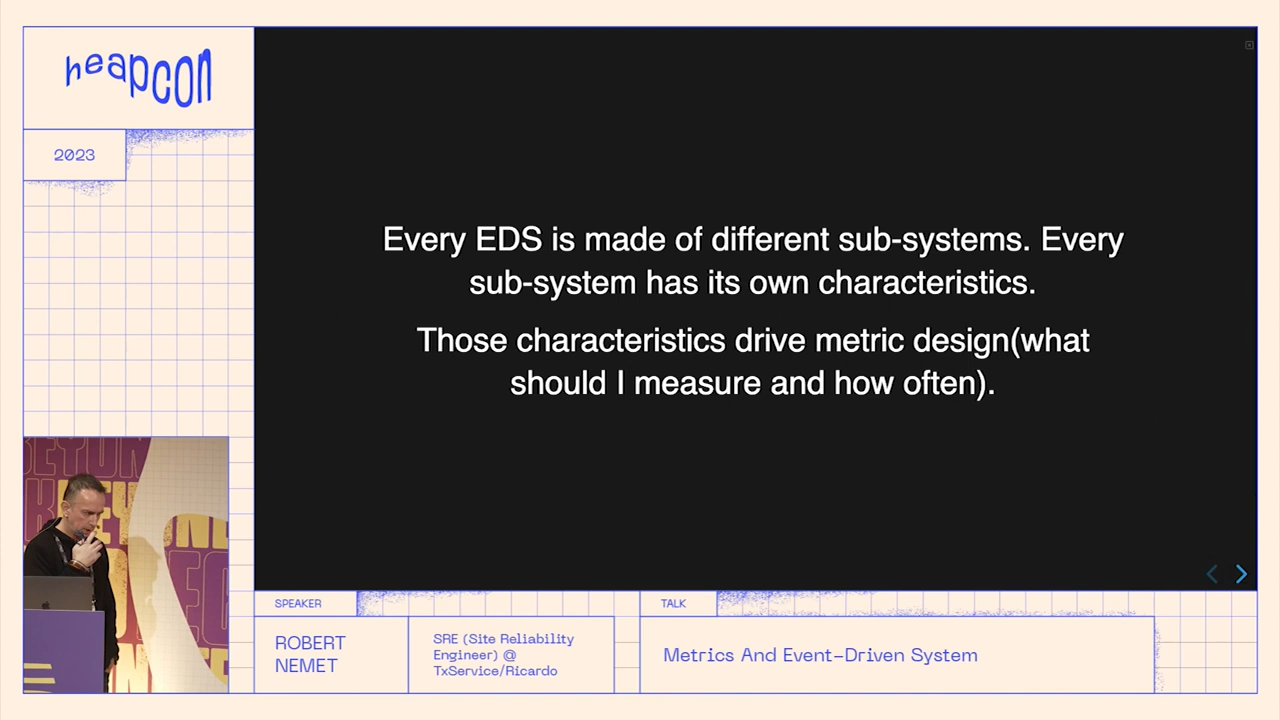 heapcon
2023
Every EDS is made of different sub-systems. Every
sub-system has its own characteristics.
Those characteristics drive metric design(what
should I measure and how often).
SPEAKER
ROBERT
NEMET
SRE (Site Reliability
Engineer) @
TxService/Ricardo
TALK
Metrics And Event-Driven System